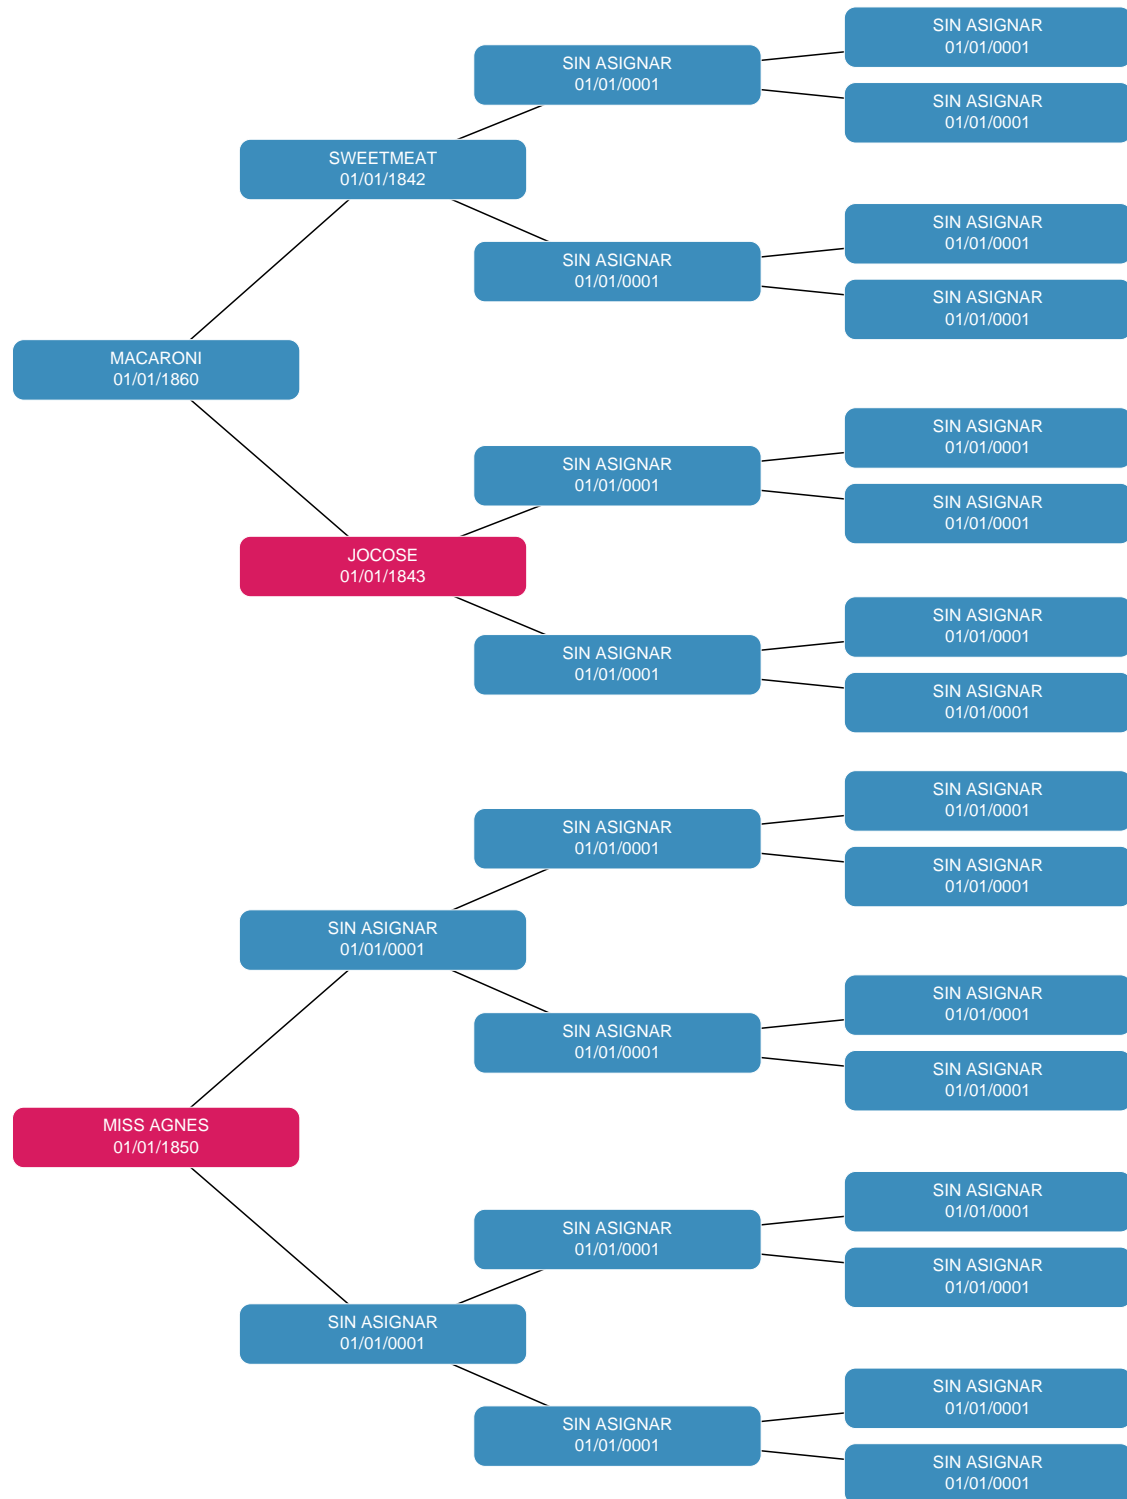 SIN ASIGNAR
01/01/0001
SIN ASIGNAR
01/01/0001
SIN ASIGNAR
01/01/0001
SWEETMEAT
01/01/1842
SIN ASIGNAR
01/01/0001
SIN ASIGNAR
01/01/0001
SIN ASIGNAR
01/01/0001
MACARONI
01/01/1860
SIN ASIGNAR
01/01/0001
SIN ASIGNAR
01/01/0001
SIN ASIGNAR
01/01/0001
JOCOSE
01/01/1843
SIN ASIGNAR
01/01/0001
SIN ASIGNAR
01/01/0001
SIN ASIGNAR
01/01/0001
SIN ASIGNAR
01/01/0001
SIN ASIGNAR
01/01/0001
SIN ASIGNAR
01/01/0001
SIN ASIGNAR
01/01/0001
SIN ASIGNAR
01/01/0001
SIN ASIGNAR
01/01/0001
SIN ASIGNAR
01/01/0001
MISS AGNES
01/01/1850
SIN ASIGNAR
01/01/0001
SIN ASIGNAR
01/01/0001
SIN ASIGNAR
01/01/0001
SIN ASIGNAR
01/01/0001
SIN ASIGNAR
01/01/0001
SIN ASIGNAR
01/01/0001
SIN ASIGNAR
01/01/0001